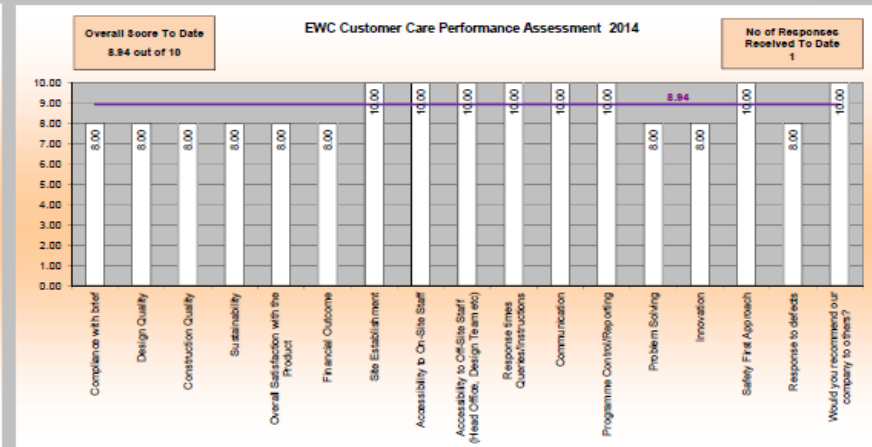 EWC Customer Care Performance Assessment 2014
Overall Score To Date
8.94 out of 10
No of Responses
Received To Date
1
10.00
9.00
8.00
7.00
6.00
5.00
4.00
3.00
2.00
1.00
0.00
8.94
8.00
8.00
8.00
8.00
8.00
8.00
10.00
10.00
10.00
10.00
10.00
10.00
8.00
8.00
10.00
8.00
10.00
Compliance with brief
Design Quality
Construction Quality
Sustainability
Overall Satisfaction with the
Product
Financial Outcome
Site Establishment
Accessibility to On-Site Staff
Accessibility to Off-Site Staff
(Head Office, Design Team etc)
Response times
Queries/Instructions
Communication
Programme Control/Reporting
Problem Solving
Innovation
Safety First Approach
Response to defects
Would you recommend our
company to others?